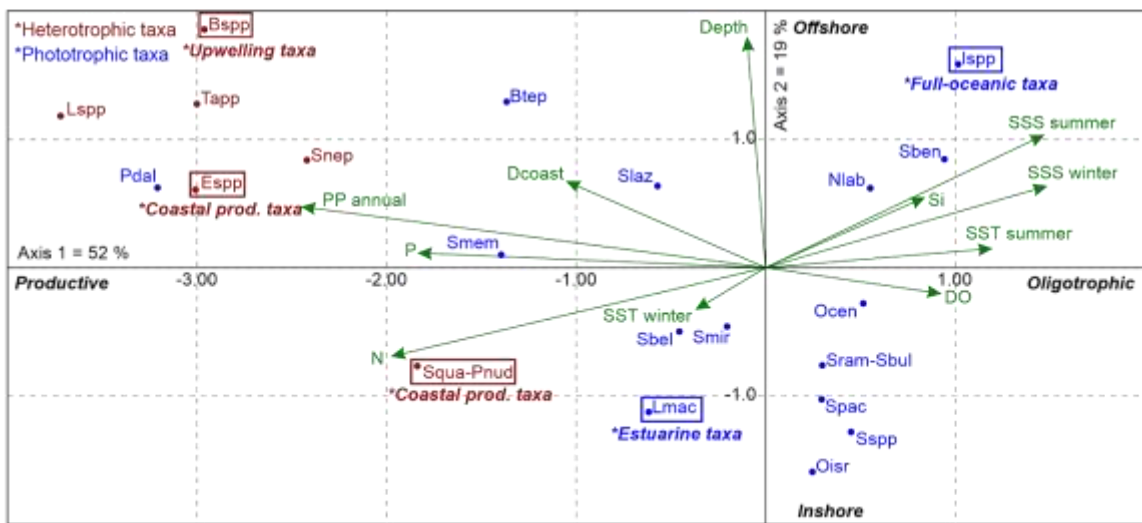 *Heterotrophic taxa
*Phototrophic taxa
Bspp
*Upwelling taxa
Lspp
Tapp
Btep
Depth
Axis 2 = 19 %
Offshore
Ispp
*Full-oceanic taxa
SSS summer
1.0
Snep
Sben
Pdal
Espp
Dcoast
Slaz
Nlab
SSS winter
*Coastal prod. taxa
PP annual
Si
Axis 1 = 52 %
P
Smem
SST summer
Productive
-3.00
-2.00
-1.00
1.00
Oligotrophic
DO
SST winter
Ocen
Sbel
Smir
N
Squa-Pnud
Sram-Sbul
*Coastal prod. taxa
-1.0
Lmac
Spac
*Estuarine taxa
Sspp
Oisr
Inshore